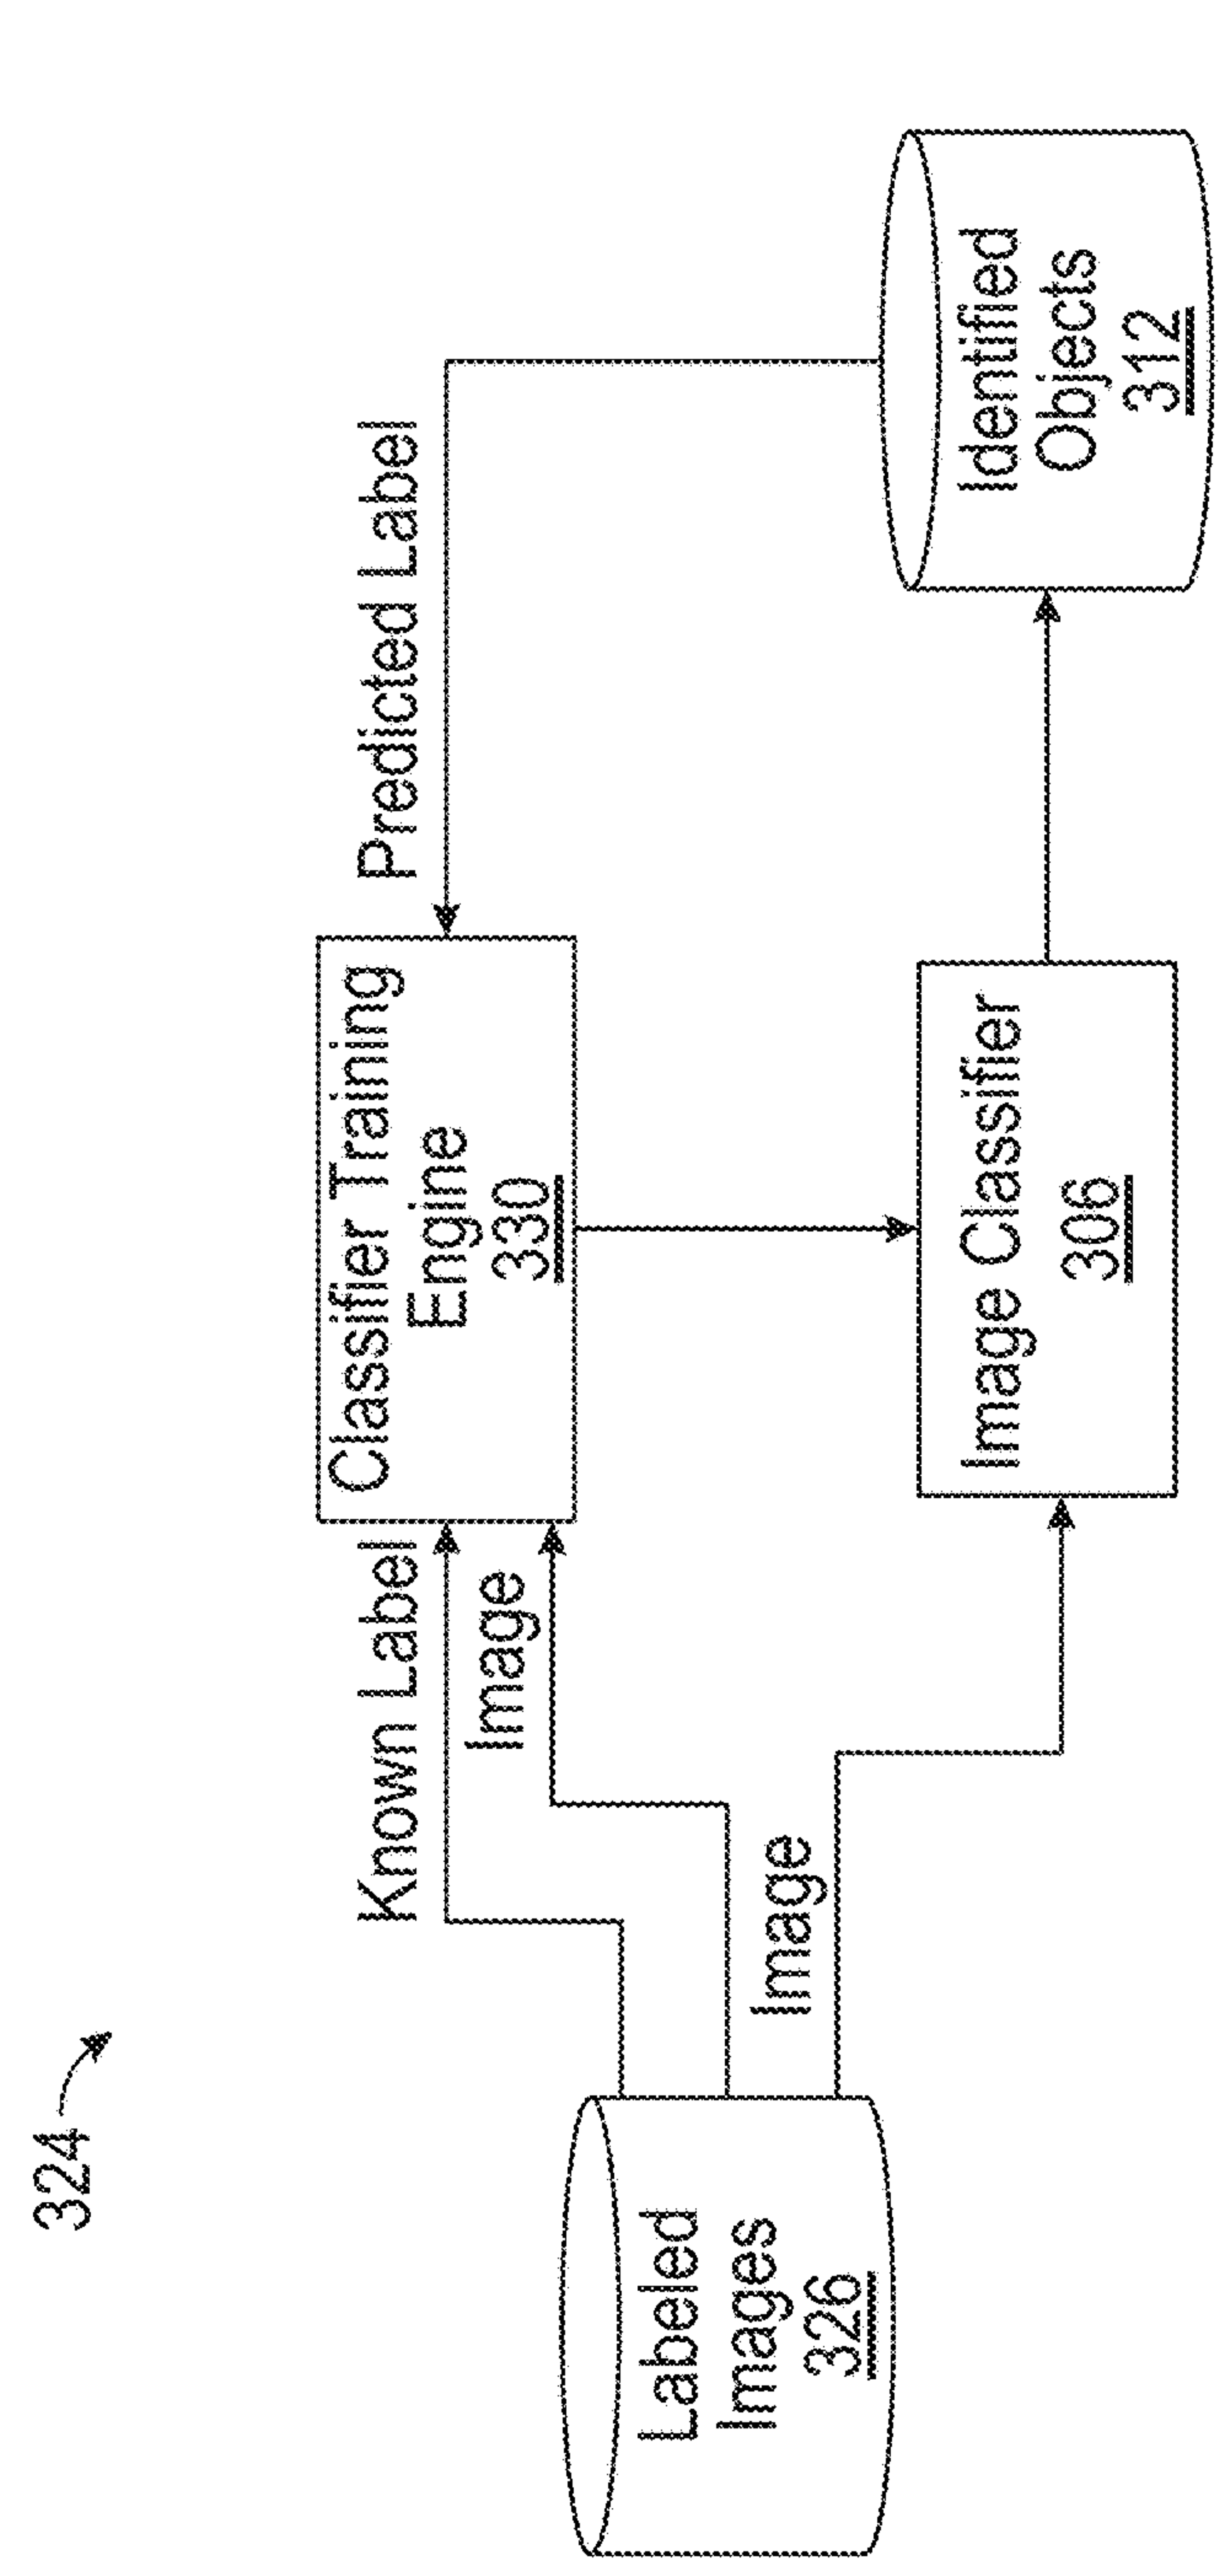 324
Known Label
Image
Image
Labeled
Images
326
Classifier Training
Engine
330
Predicted Label
Image Classifier
306
Identified
Objects
312